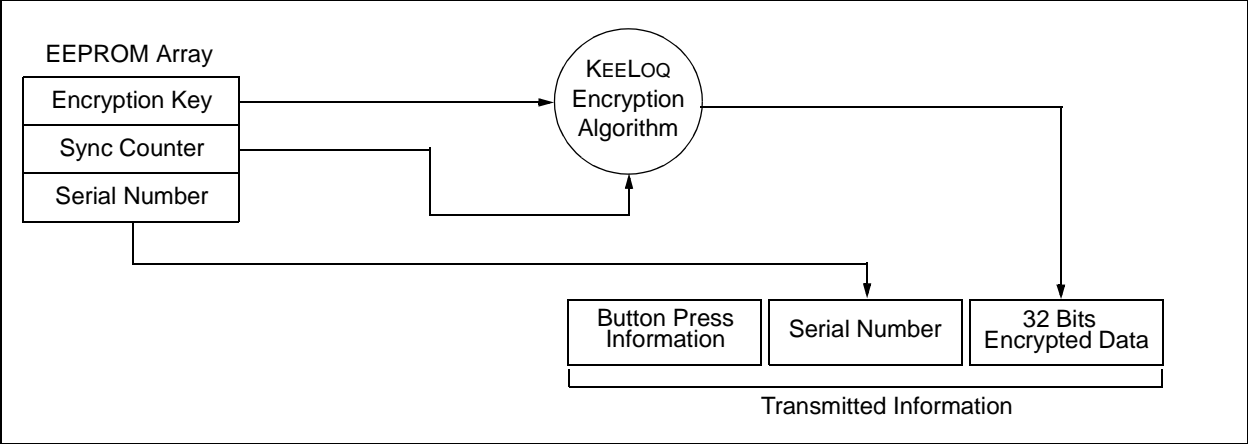 EEPROM Array
Encryption Key
Sync Counter
Serial Number
KEELOQ
Encryption
Algorithm
Button Press
Information
Serial Number
32 Bits
Encrypted Data
Transmitted Information